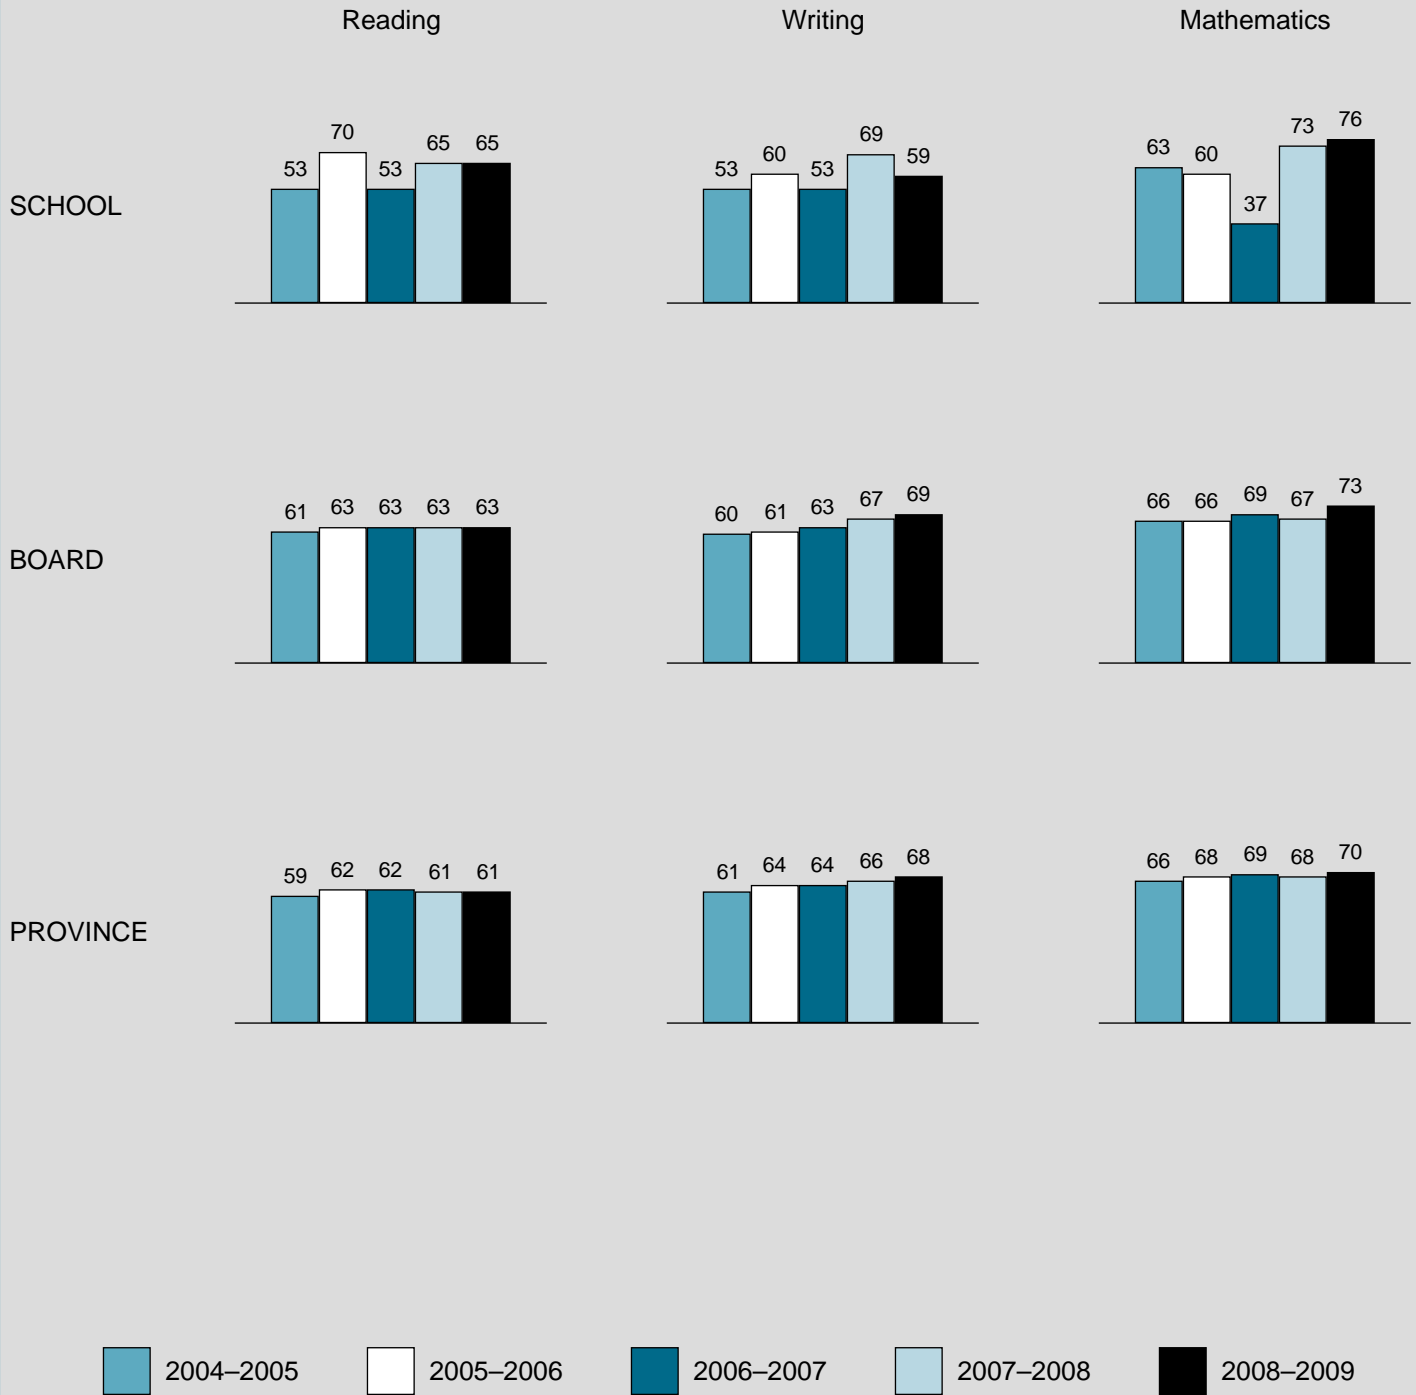 Reading Writing Mathematics
SCHOOL
53 70 53 65 65
53 60 53 69 59
63 60 37 73 76
BOARD
61 63 63 63 63
60 61 63 67 69
66 66 69 67 73
PROVINCE
59 62 62 61 61
61 64 64 66 68
66 68 69 68 70
2004–2005 2005–2006 2006–2007 2007–2008 2008–2009